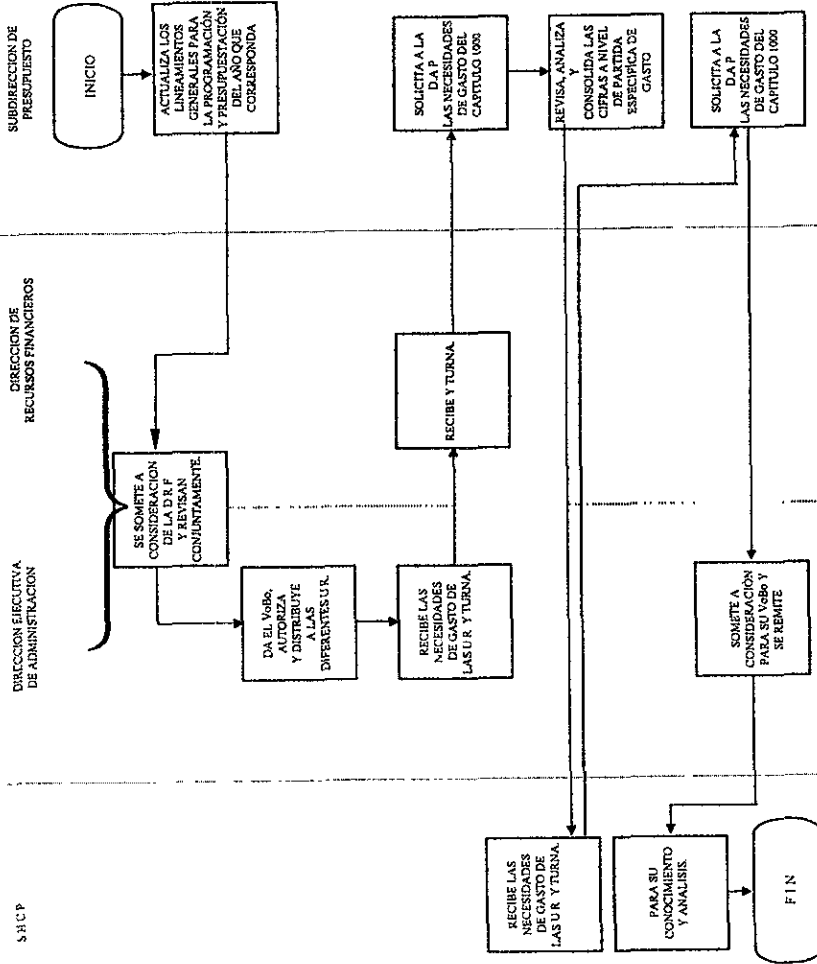 S H C P
DIRECCION EJECUTIVA
DE ADMINISTRACION
DIRECCION DE
RECURSOS FINANCIEROS
SUBDIRECCION DE
PRESUPUESTO
INICIO
ACTUALIZA LOS
LINEAMIENTOS
GENERALES PARA
LA PROGRAMACIÓN
Y PRESUPUESTACIÓN
DEL AÑO QUE
CORRESPONDA
SE SOMETE A
CONSIDERACION
DE LA D R F
Y REVISAN
CONJUNTAMENTE.
DA EL VoBo,
AUTORIZA
Y DISTRIBUYE
A LAS
DIFERENTES U R.
RECIBE LAS
NECESIDADES
DE GASTO DE
LAS U R Y TURNA.
RECIBE Y TURNA.
SOLICITA A LA
D.A.P
LAS NECESIDADES
DE GASTO DEL
CAPITULO 1000
REVISA, ANALIZA
Y
CONSOLIDA LAS
CIFRAS A NIVEL
DE PARTIDA
ESPECIFICA DE
GASTO
RECIBE LAS
NECESIDADES
DE GASTO DE
LAS U R Y TURNA.
SOLICITA A LA
D.A.P
LAS NECESIDADES
DE GASTO DEL
CAPITULO 1000
SOMETE A
CONSIDERACIÓN
PARA SU VoBo Y
SE REMITE
PARA SU
CONOCIMIENTO
Y ANALISIS.
F I N